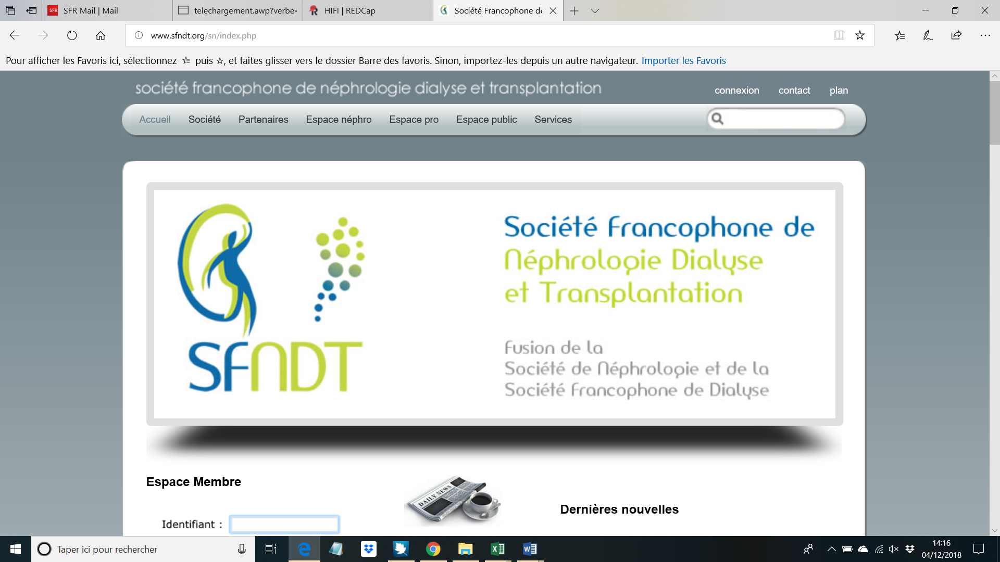 SFR SFR Mail | Mail
telechargement.awp?verbe=
HIFI | REDCap
Société Francophone de
www.sfndt.org/sn/index.php
Pour afficher les Favoris ici, sélectionnez puis ☆, et faites glisser vers le dossier Barre des favoris. Sinon, importez-les depuis un autre navigateur. Importer les Favoris
société francophone de néphrologie dialyse et transplantation
connexion contact plan
Accueil Société Partenaires Espace néphro Espace pro Espace public Services
Société Francophone de
Néphrologie Dialyse
et Transplantation
Fusion de la
Société de Néphrologie et de la
Société Francophone de Dialyse
SFNDT
Espace Membre
DAILY NEWS
Dernières nouvelles
Identifiant :
Taper ici pour rechercher
14:16
04/12/2018